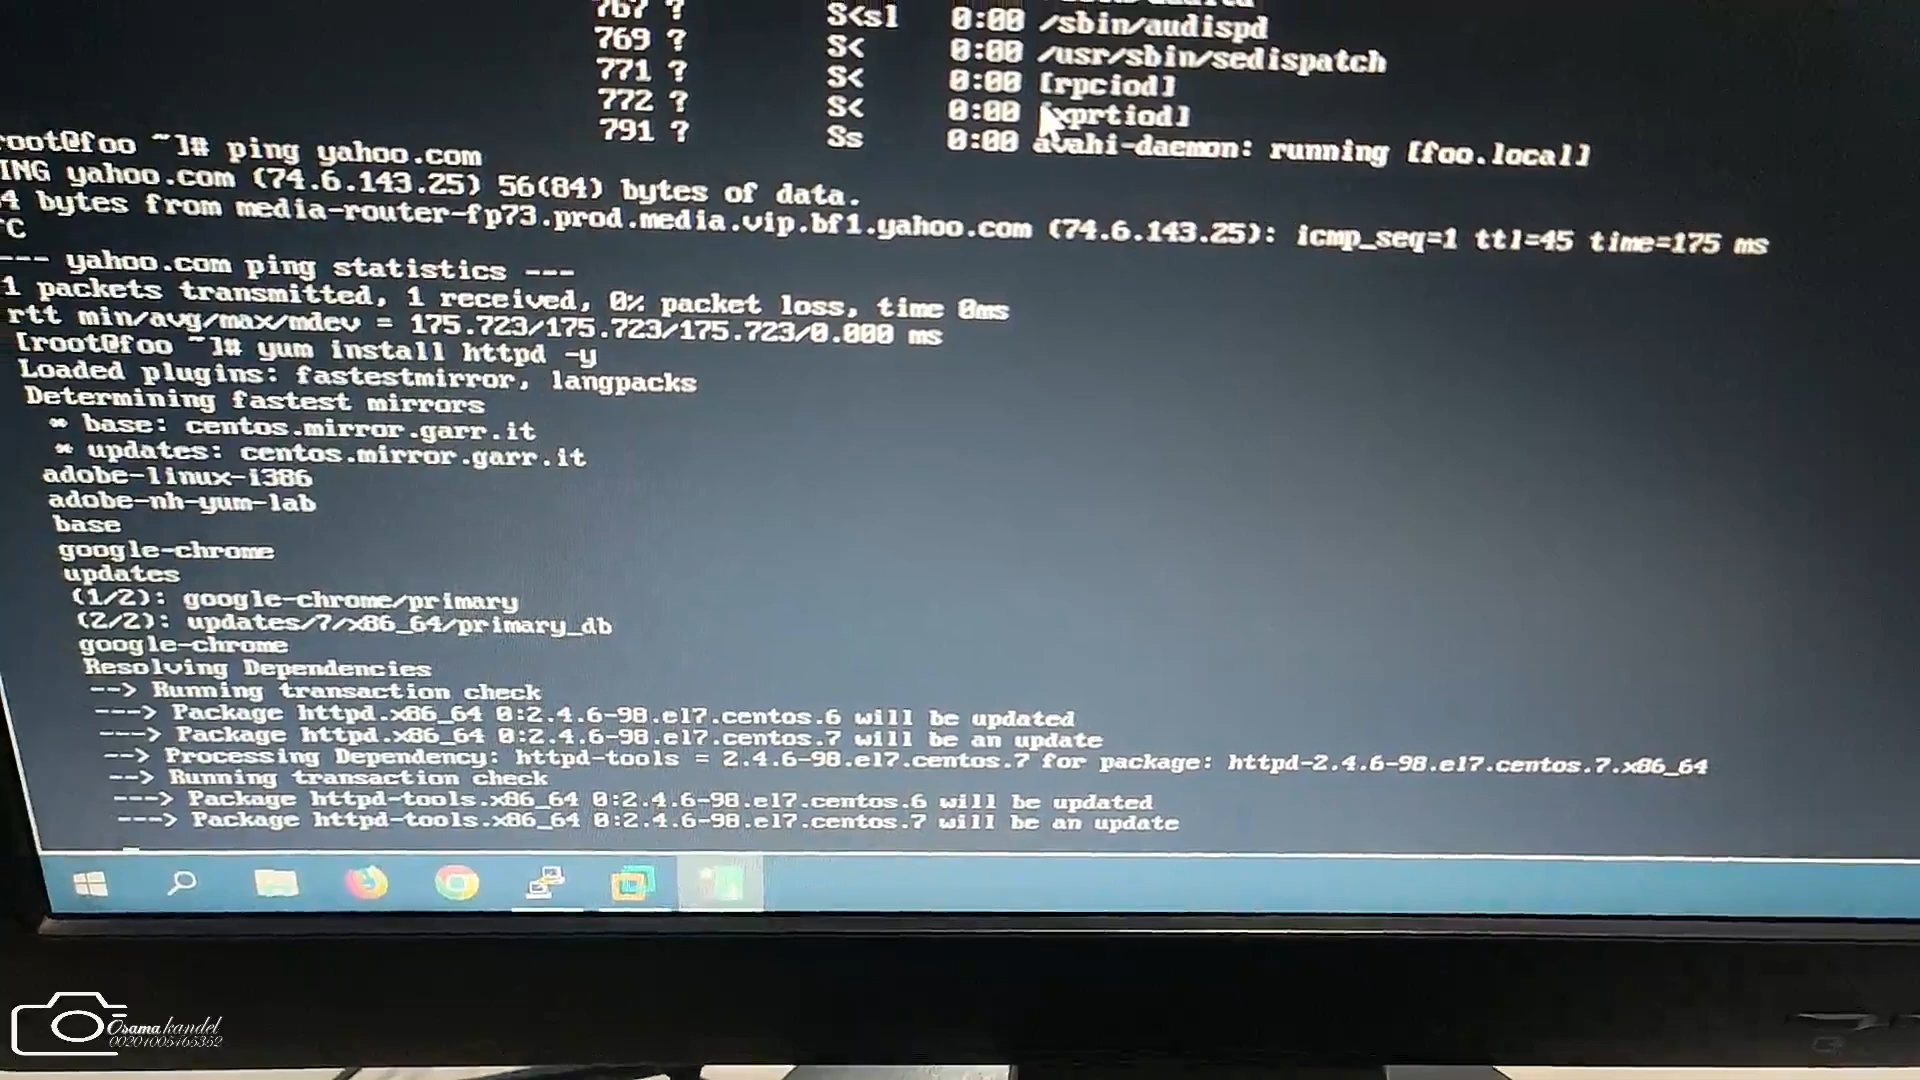 767 ? S<sl 0:00 /sbin/audispd
769 ? S< 0:00 /usr/sbin/sedispatch
771 ? S< 0:00 [rpciod]
772 ? S< 0:00 [xprtiod]
791 ? Ss 0:00 avahi-daemon: running [foo.local]
root@foo ~]# ping yahoo.com
ING yahoo.com (74.6.143.25) 56(84) bytes of data.
4 bytes from media-router-fp73.prod.media.vip.bf1.yahoo.com (74.6.143.25): icmp_seq=1 ttl=45 time=175 ms
^C
--- yahoo.com ping statistics ---
1 packets transmitted, 1 received, 0% packet loss, time 0ms
rtt min/avg/max/mdev = 175.723/175.723/175.723/0.000 ms
[root@foo ~]# yum install httpd -y
Loaded plugins: fastestmirror, langpacks
Determining fastest mirrors
* base: centos.mirror.garr.it
* updates: centos.mirror.garr.it
adobe-linux-i386
adobe-nh-yum-lab
base
google-chrome
updates
(1/2): google-chrome/primary
(2/2): updates/7/x86_64/primary_db
google-chrome
Resolving Dependencies
--> Running transaction check
---> Package httpd.x86_64 0:2.4.6-98.el7.centos.6 will be updated
---> Package httpd.x86_64 0:2.4.6-98.el7.centos.7 will be an update
--> Processing Dependency: httpd-tools = 2.4.6-98.el7.centos.7 for package: httpd-2.4.6-98.el7.centos.7.x86_64
--> Running transaction check
---> Package httpd-tools.x86_64 0:2.4.6-98.el7.centos.6 will be updated
---> Package httpd-tools.x86_64 0:2.4.6-98.el7.centos.7 will be an update
Osama kandel
00201005165352